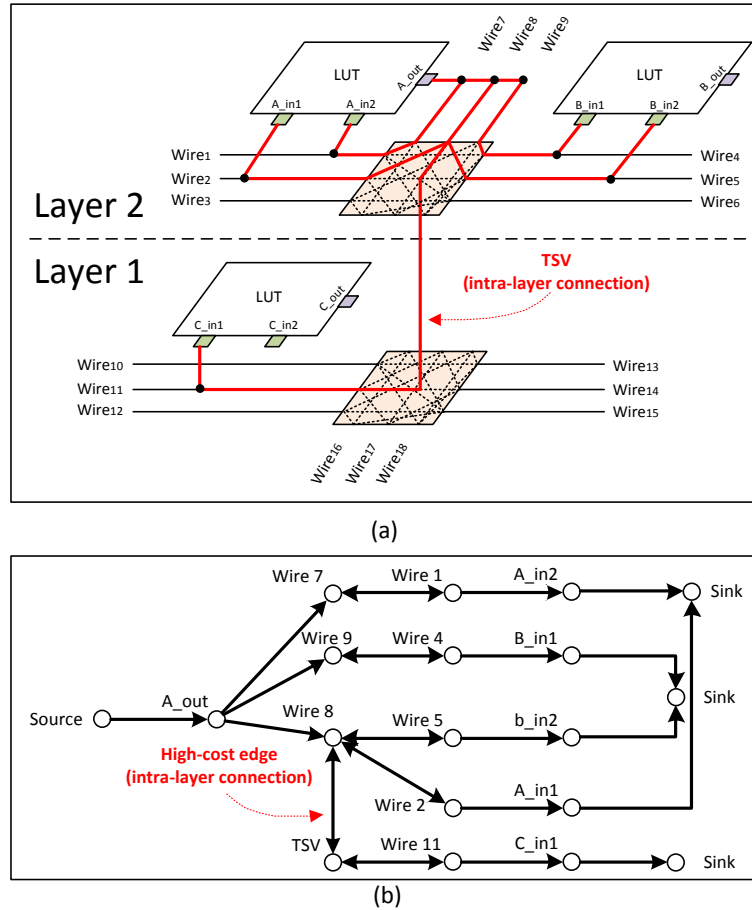 Wire7
Wire8
Wire9
LUT
A_out
A_in1
A_in2
LUT
B_out
B_in1
B_in2
Wire1
Wire2
Wire3
Wire4
Wire5
Wire6
Layer 2
Layer 1
TSV
(intra-layer connection)
LUT
C_out
C_in1
C_in2
Wire10
Wire11
Wire12
Wire13
Wire14
Wire15
Wire16
Wire17
Wire18
(a)
Wire 7
Wire 1
A_in2
Sink
Wire 9
Wire 4
B_in1
Source
A_out
Wire 8
Wire 5
b_in2
Sink
High-cost edge
(intra-layer connection)
Wire 2
A_in1
TSV
Wire 11
C_in1
Sink
(b)